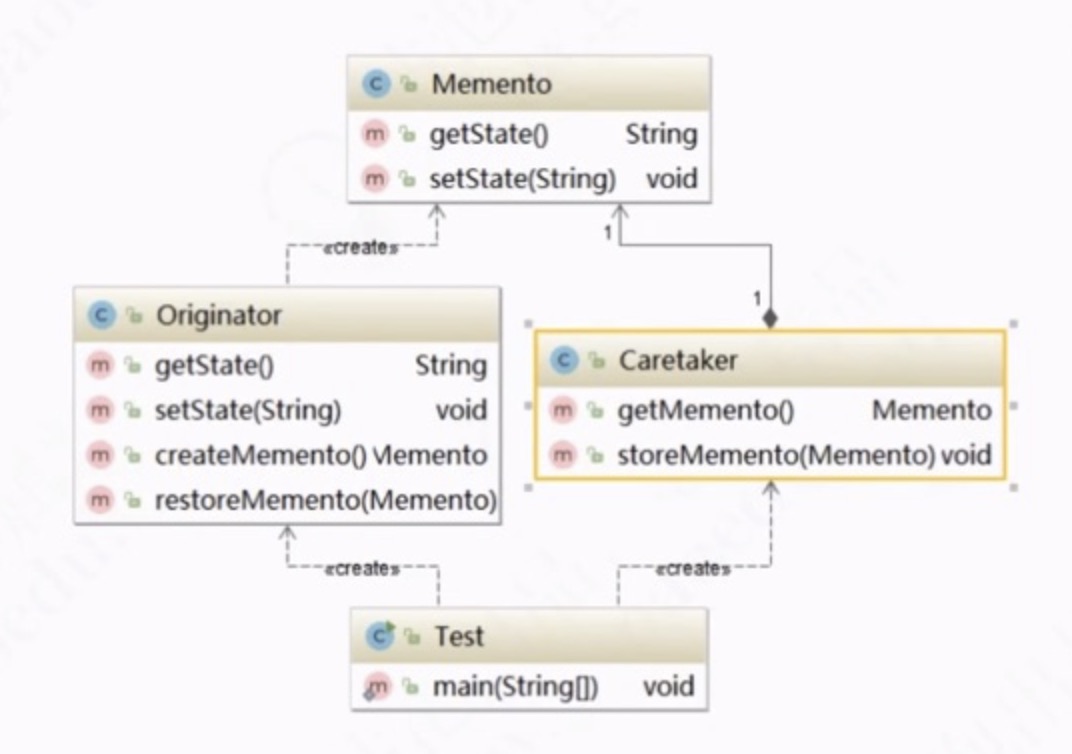 Memento
getState() String
setState(String) void
«create»
1
1
Originator
getState() String
setState(String) void
createMemento() Memento
restoreMemento(Memento)
Caretaker
getMemento() Memento
storeMemento(Memento) void
«create»
«create»
Test
main(String[]) void